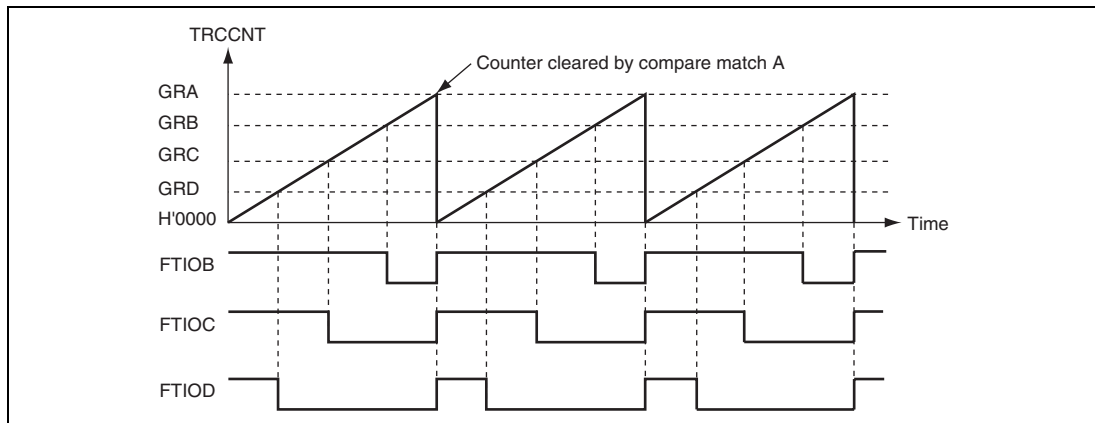 TRCCNT
Counter cleared by compare match A
GRA
GRB
GRC
GRD
H'0000
Time
FTIOB
FTIOC
FTIOD